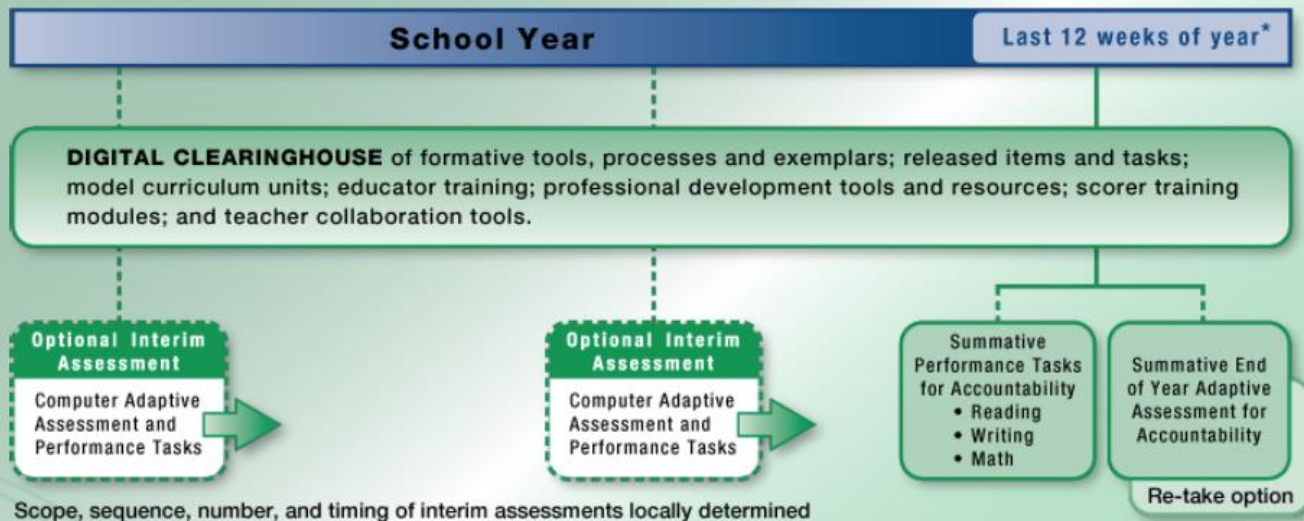 School Year
Last 12 weeks of year*
DIGITAL CLEARINGHOUSE of formative tools, processes and exemplars; released items and tasks;
model curriculum units; educator training; professional development tools and resources; scorer training
modules; and teacher collaboration tools.
Optional Interim
Assessment
Computer Adaptive
Assessment and
Performance Tasks
Optional Interim
Assessment
Computer Adaptive
Assessment and
Performance Tasks
Summative
Performance Tasks
for Accountability
• Reading
• Writing
• Math
Summative End
of Year Adaptive
Assessment for
Accountability
Re-take option
Scope, sequence, number, and timing of interim assessments locally determined